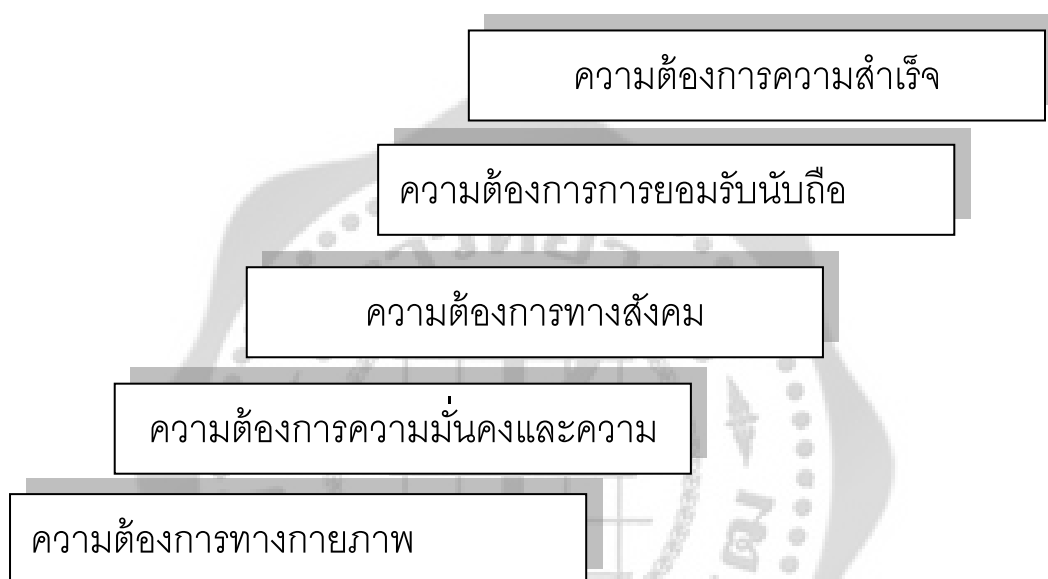 ความต้องการความสำเร็จ
ความต้องการการยอมรับนับถือ
ความต้องการทางสังคม
ความต้องการความมั่นคงและความ
ความต้องการทางกายภาพ